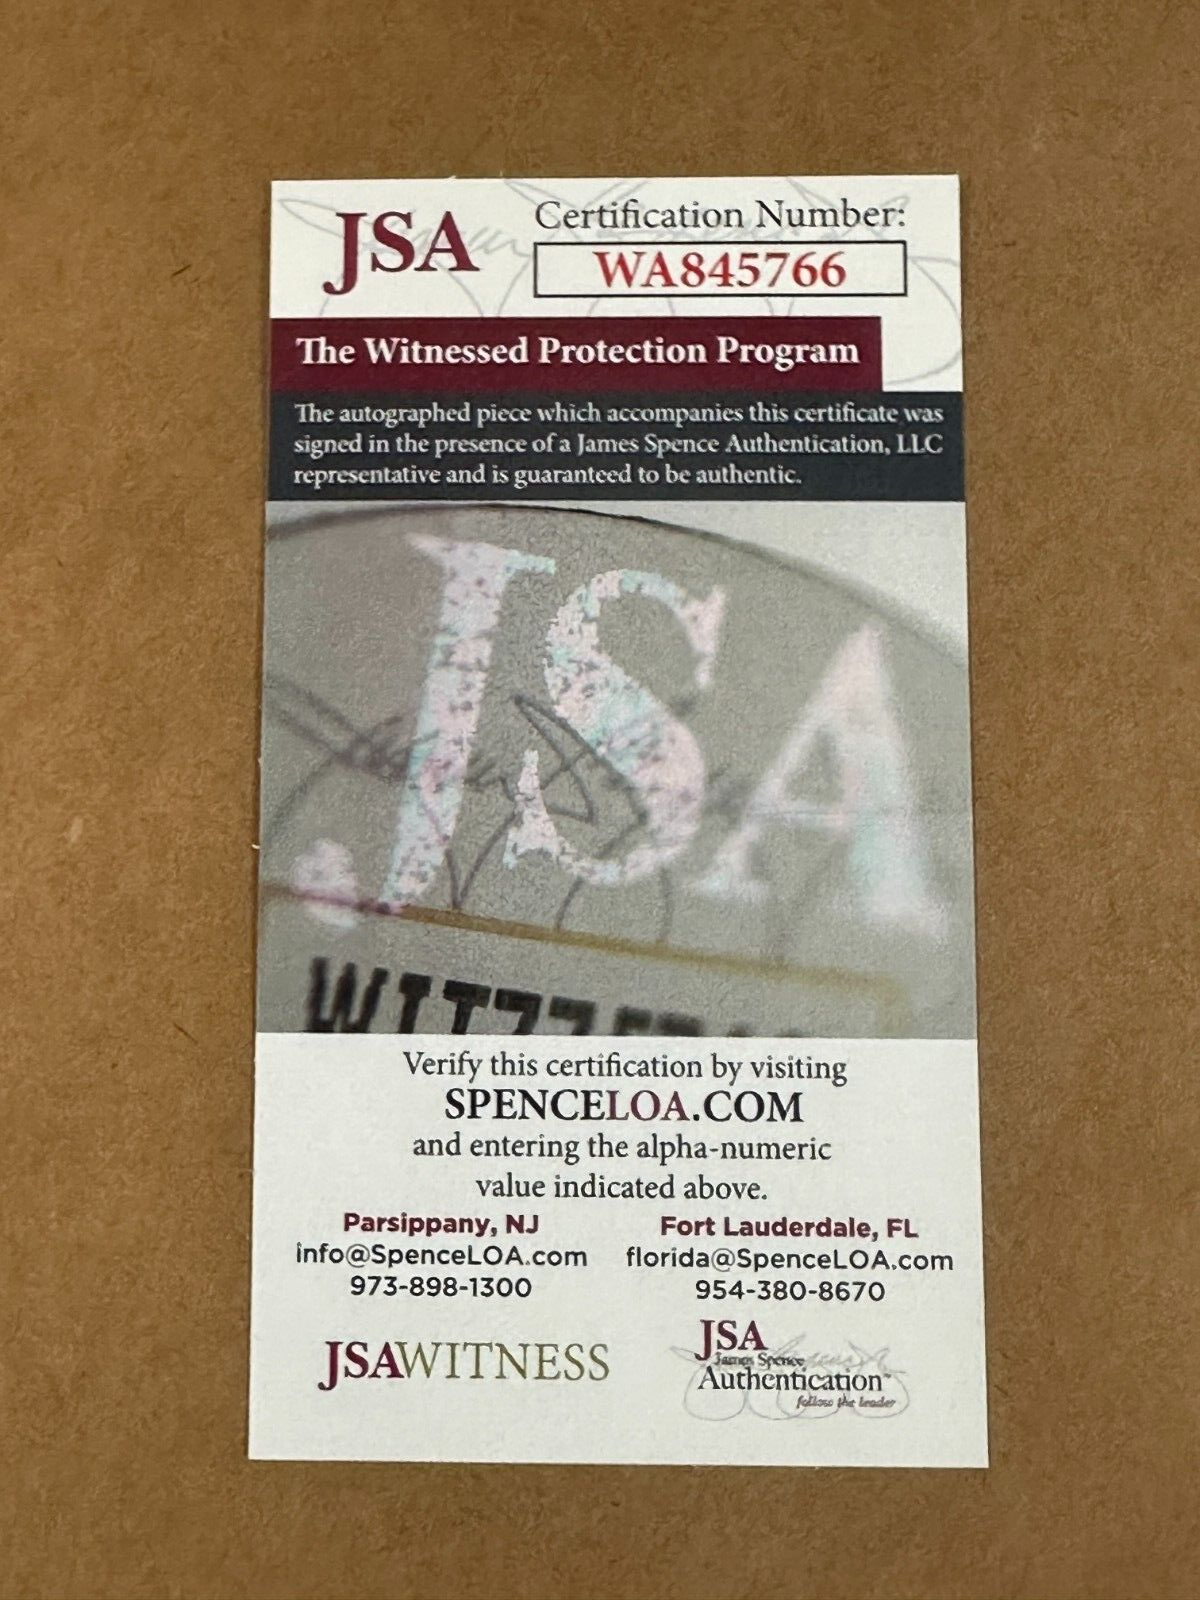 JSA
Certification Number:
WA845766
The Witnessed Protection Program
The autographed piece which accompanies this certificate was
signed in the presence of a James Spence Authentication, LLC
representative and is guaranteed to be authentic.
JSA
Verify this certification by visiting
SPENCELOA.COM
and entering the alpha-numeric
value indicated above.
Parsippany, NJ
info@SpenceLOA.com
973-898-1300
Fort Lauderdale, FL
florida@SpenceLOA.com
954-380-8670
JSAWITNESS
JSA
James Spence
Authentication™
follow the leader